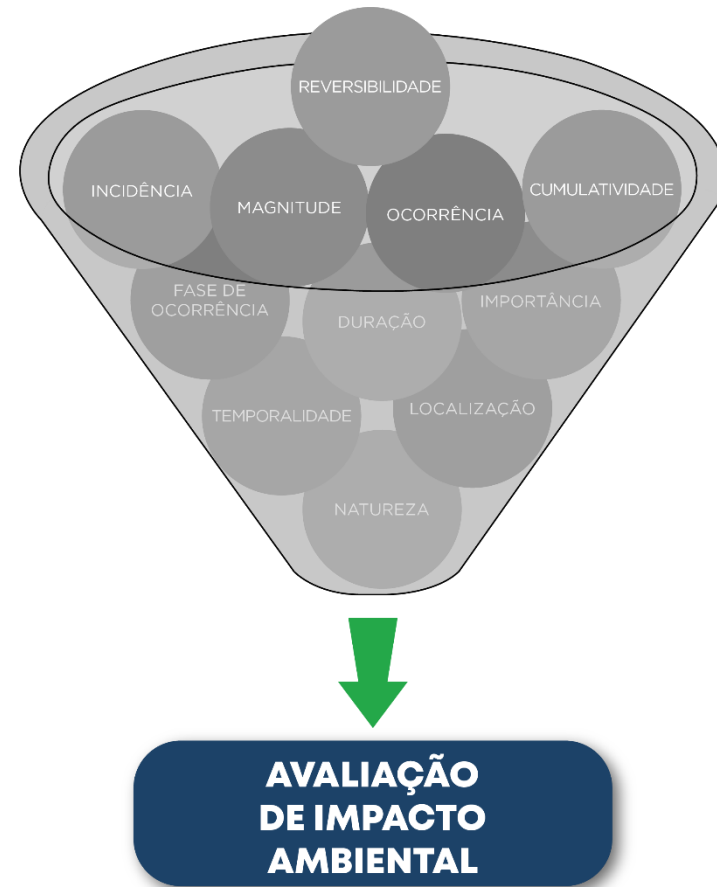 REVERSIBILIDADE
INCIDÊNCIA
MAGNITUDE
OCORRÊNCIA
CUMULATIVIDADE
FASE DE
OCORRÊNCIA
DURAÇÃO
IMPORTÂNCIA
TEMPORALIDADE
LOCALIZAÇÃO
NATUREZA
AVALIAÇÃO
DE IMPACTO
AMBIENTAL